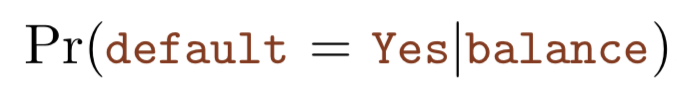 Pr(default = Yes|balance)